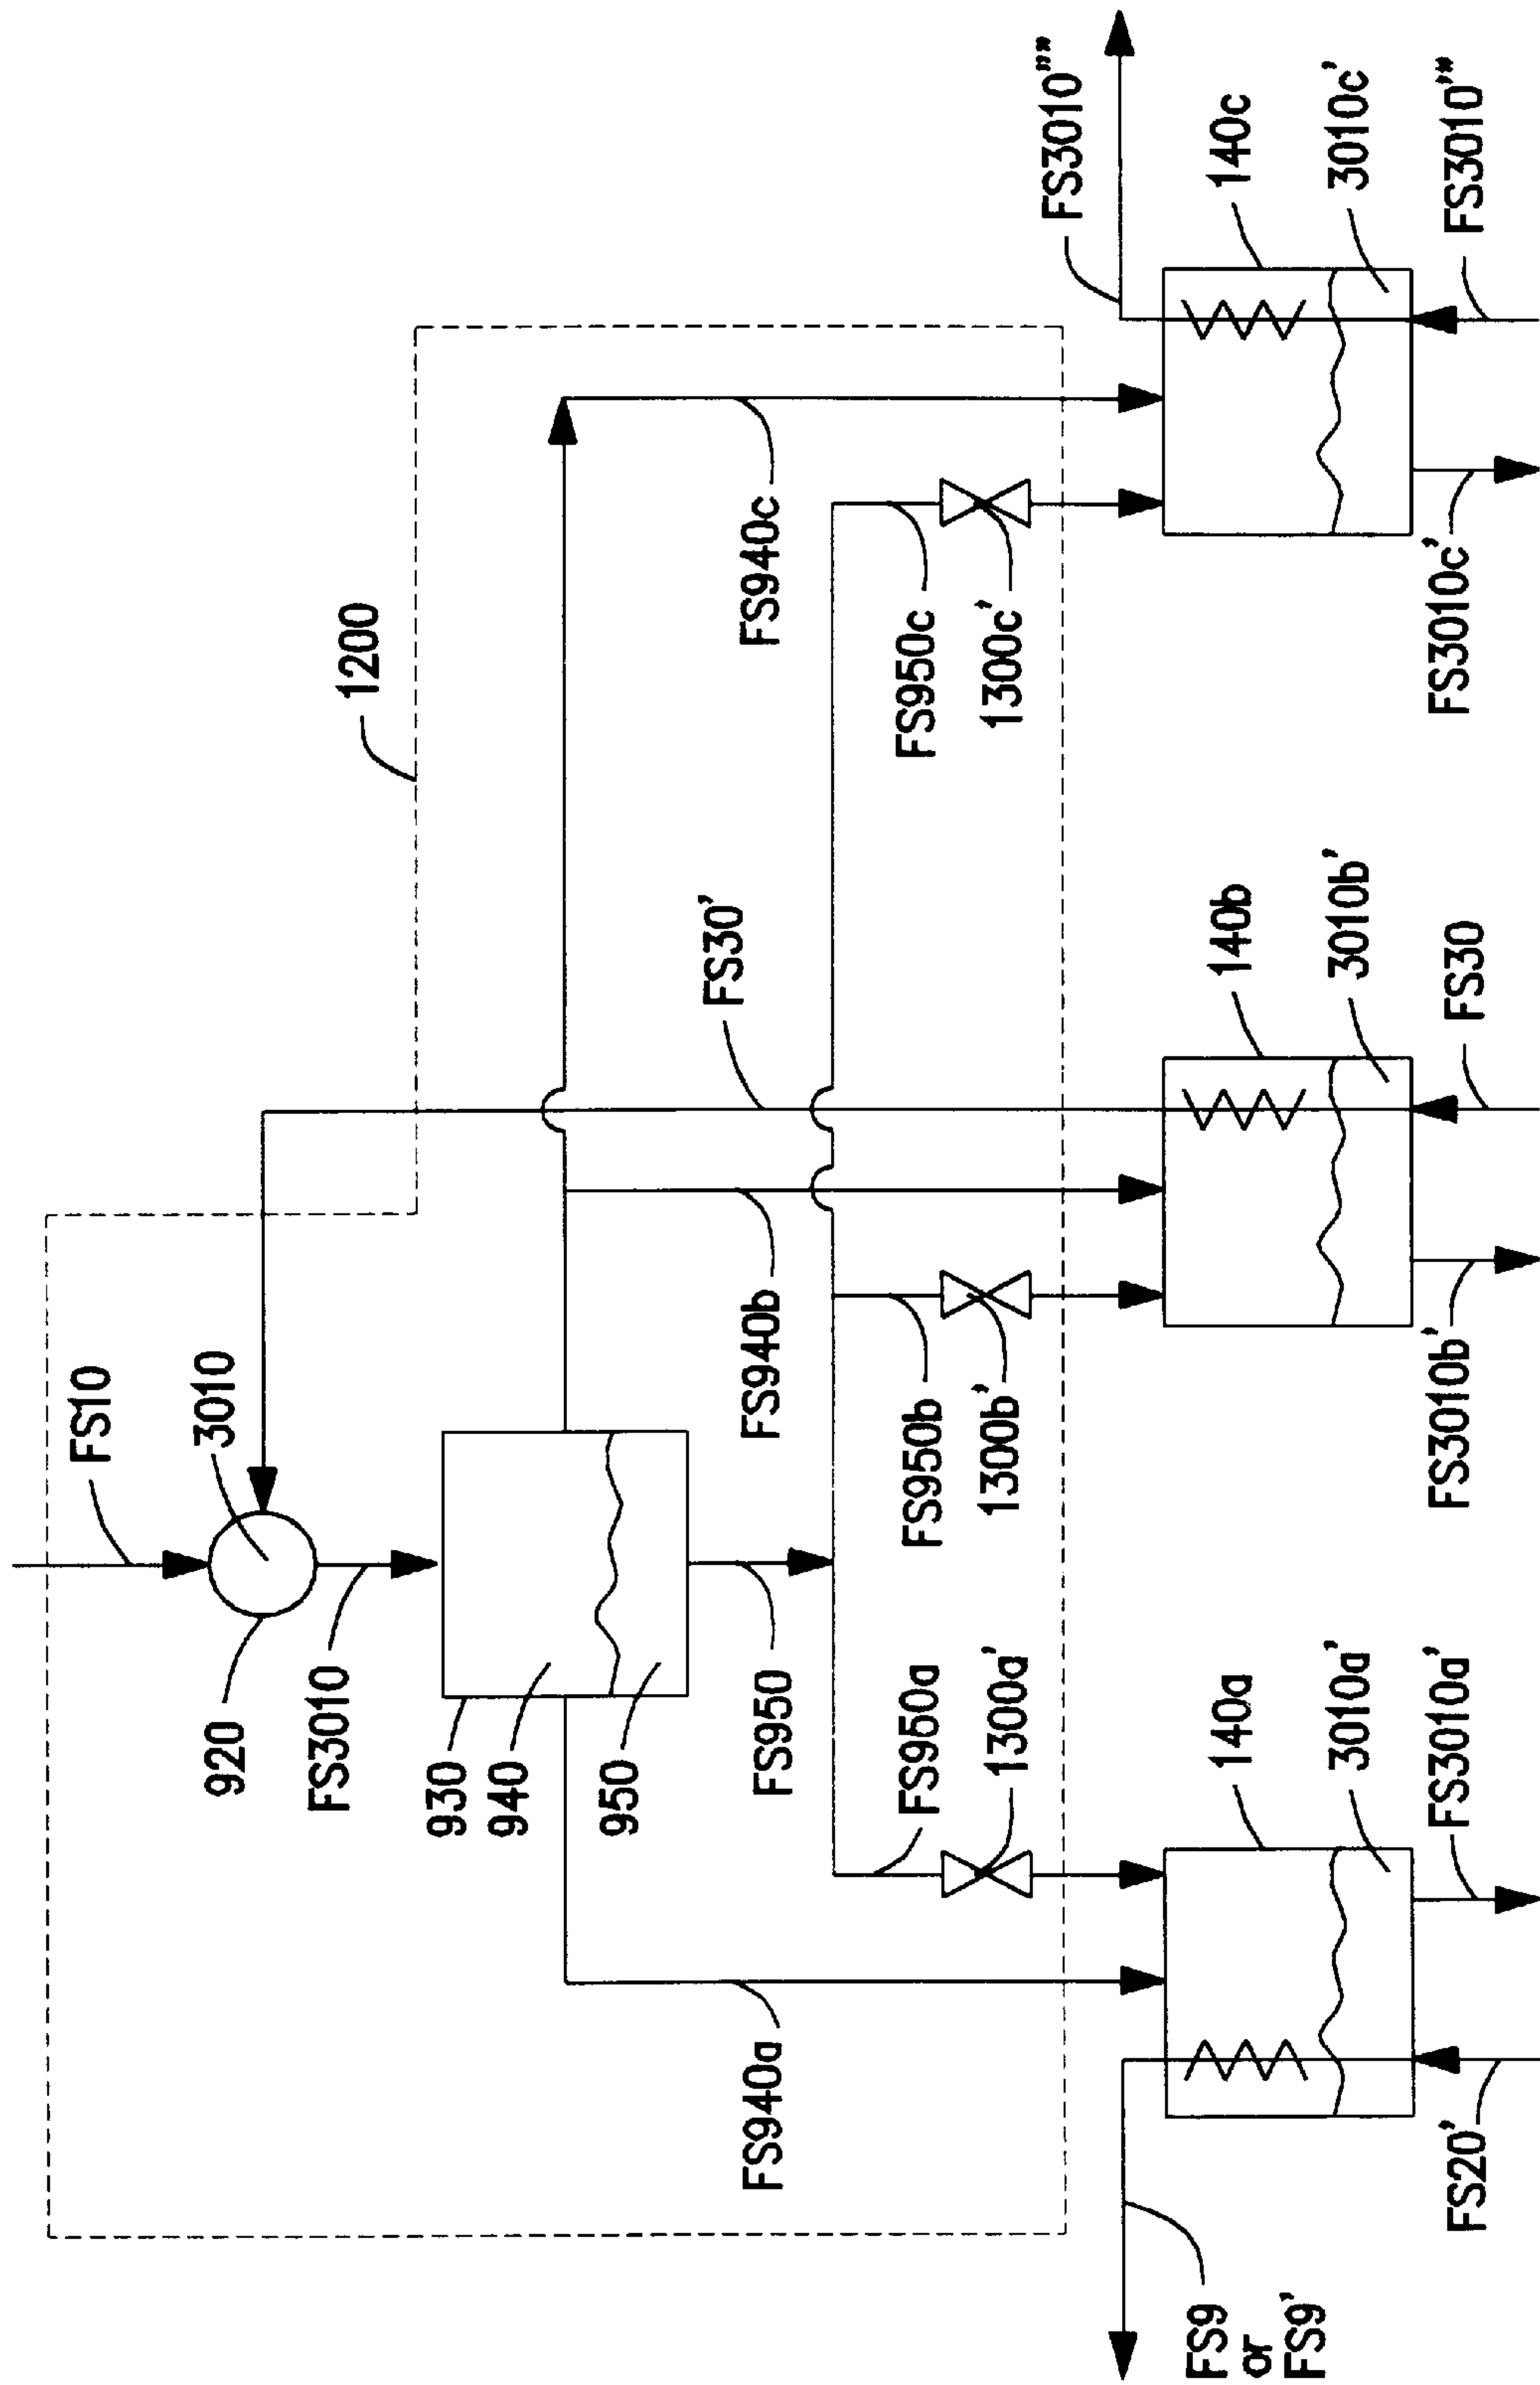 FS10
920
3010
FS3010
1200
930
940
950
FS30'
FS940a
FS950
FS940b
FS940c
FS950a
FS950b
FS950c
1300a'
1300b'
1300c'
FS3010""
FS9
or
FS9'
140a
140b
140c
3010a'
3010b'
3010c'
FS20'
FS3010a'
FS3010b'
FS30
FS3010c'
FS3010"'